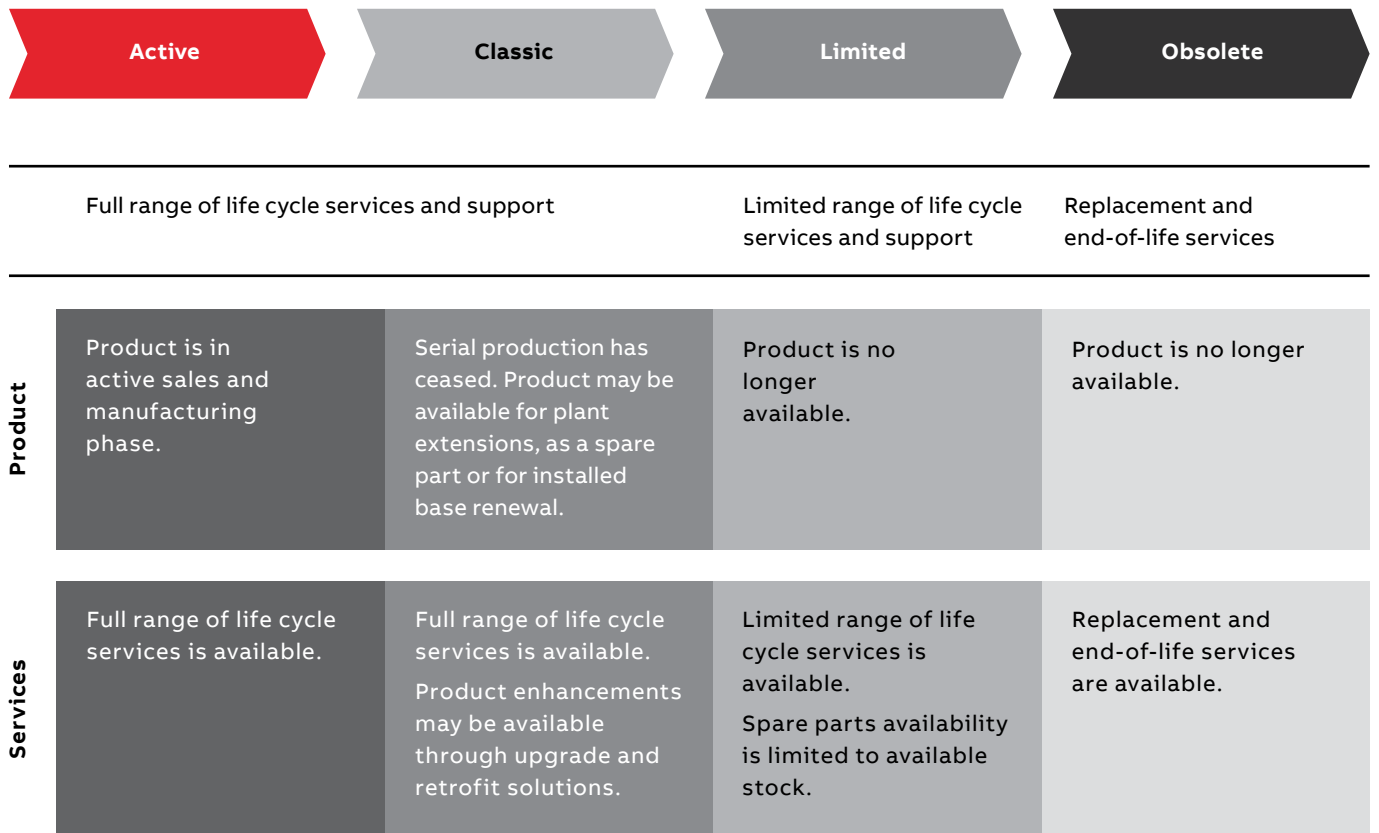 Active
Classic
Limited
Obsolete
Full range of life cycle services and support
Limited range of life cycle
services and support
Replacement and
end-of-life services
Product
Product is in
active sales and
manufacturing
phase.
Serial production has
ceased. Product may be
available for plant
extensions, as a spare
part or for installed
base renewal.
Product is no
longer
available.
Product is no longer
available.
Services
Full range of life cycle
services is available.
Full range of life cycle
services is available.
Product enhancements
may be available
through upgrade and
retrofit solutions.
Limited range of life
cycle services is
available.
Spare parts availability
is limited to available
stock.
Replacement and
end-of-life services
are available.